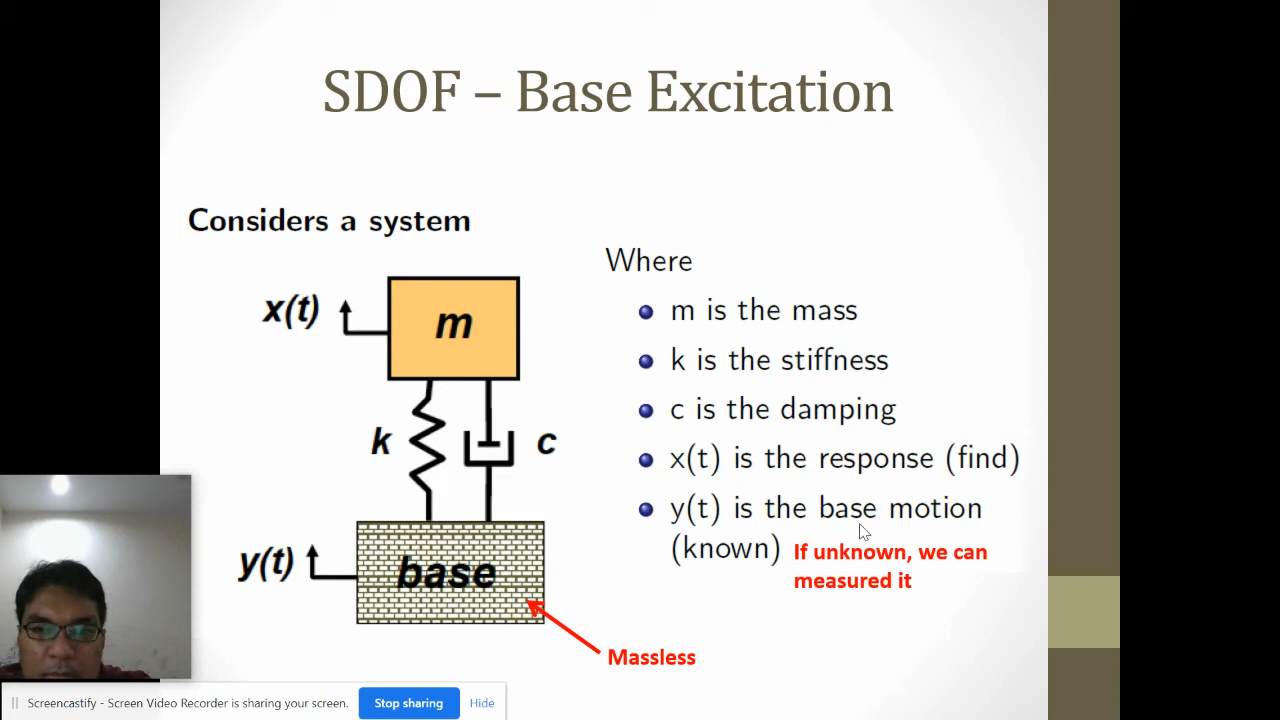 SDOF – Base Excitation
Considers a system
x(t)
m
k
c
y(t)
base
Where
m is the mass
k is the stiffness
c is the damping
x(t) is the response (find)
y(t) is the base motion
(known)
If unknown, we can
measured it
Massless
Screencastify - Screen Video Recorder is sharing your screen.
Stop sharing
Hide